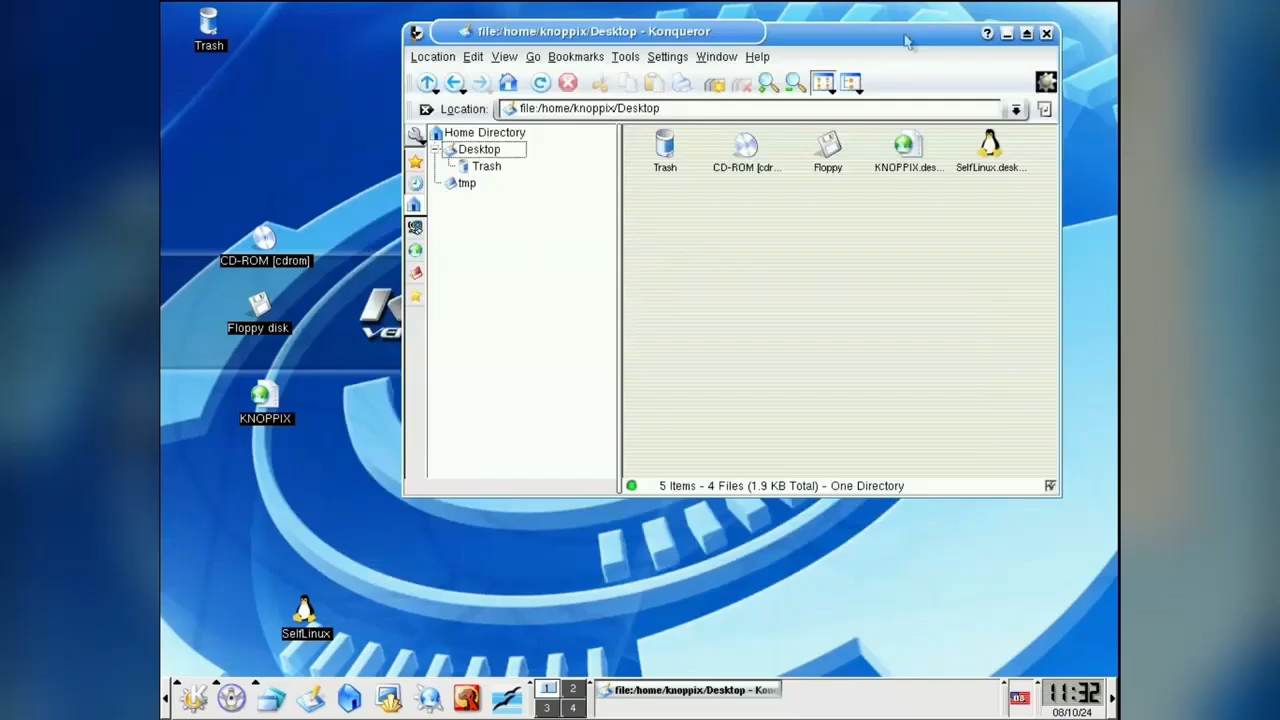 Trash
file:/home/knoppix/Desktop - Konqueror
Location Edit View Go Bookmarks Tools Settings Window Help
Location: file:/home/knoppix/Desktop
Home Directory
Desktop
Trash
tmp
Trash CD-ROM [cdr... Floppy KNOPPIX.des... SelfLinux.desk...
CD-ROM [cdrom]
Floppy disk
KNOPPIX
5 Items - 4 Files (1.9 KB Total) - One Directory
SelfLinux
1 2
3 4
file:/home/knoppix/Desktop - Kon
11:32
08/10/24